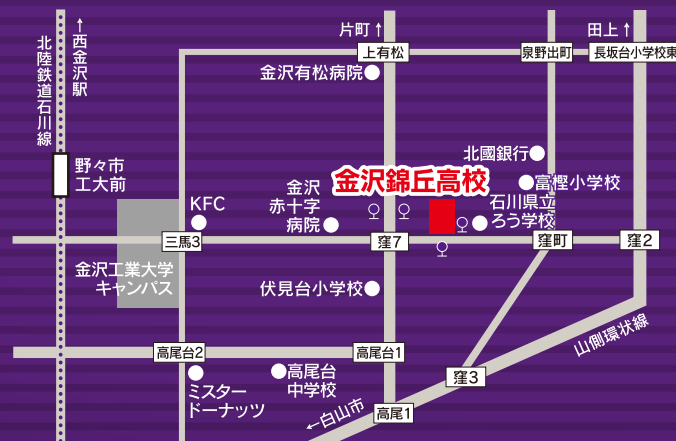 片町↑
田上↑
↑西金沢駅
北陸鉄道石川線
上有松
泉野出町
長坂台小学校東
金沢有松病院
北國銀行
野々市
工大前
金沢錦丘高校
富樫小学校
KFC
金沢
赤十字
病院
石川県立
ろう学校
三馬3
窪7
窪町
窪2
金沢工業大学
キャンパス
伏見台小学校
山側環状線
高尾台2
高尾台1
高尾台
中学校
窪3
ミスター
ドーナッツ
←白山市
高尾1